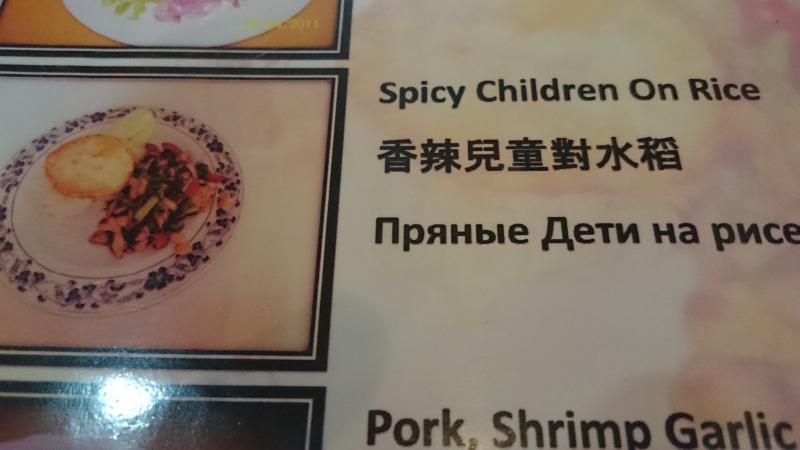 Spicy Children On Rice
香辣兒童對水稻
Пряные Дети на рисе
Pork, Shrimp Garlic